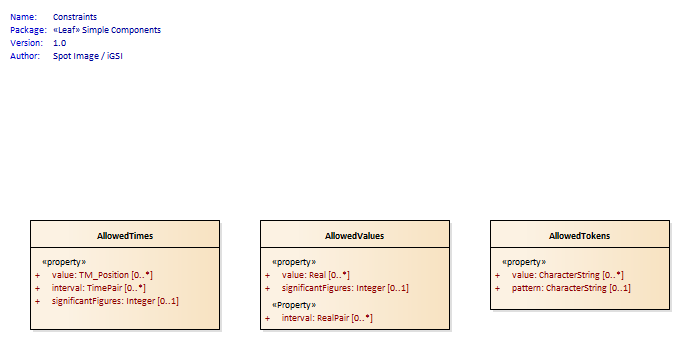 Name: Constraints
Package: «Leaf» Simple Components
Version: 1.0
Author: Spot Image / iGSI
AllowedTimes
«property»
+ value: TM_Position [0..*]
+ interval: TimePair [0..*]
+ significantFigures: Integer [0..1]
AllowedValues
«property»
+ value: Real [0..*]
+ significantFigures: Integer [0..1]
«Property»
+ interval: RealPair [0..*]
AllowedTokens
«property»
+ value: CharacterString [0..*]
+ pattern: CharacterString [0..1]